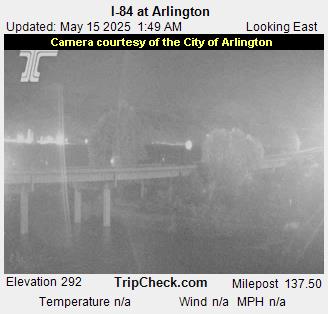 I-84 at Arlington
Updated: May 15 2025 1:49 AM Looking East
Camera courtesy of the City of Arlington
Elevation 292 TripCheck.com Milepost 137.50
Temperature n/a Wind n/a MPH n/a